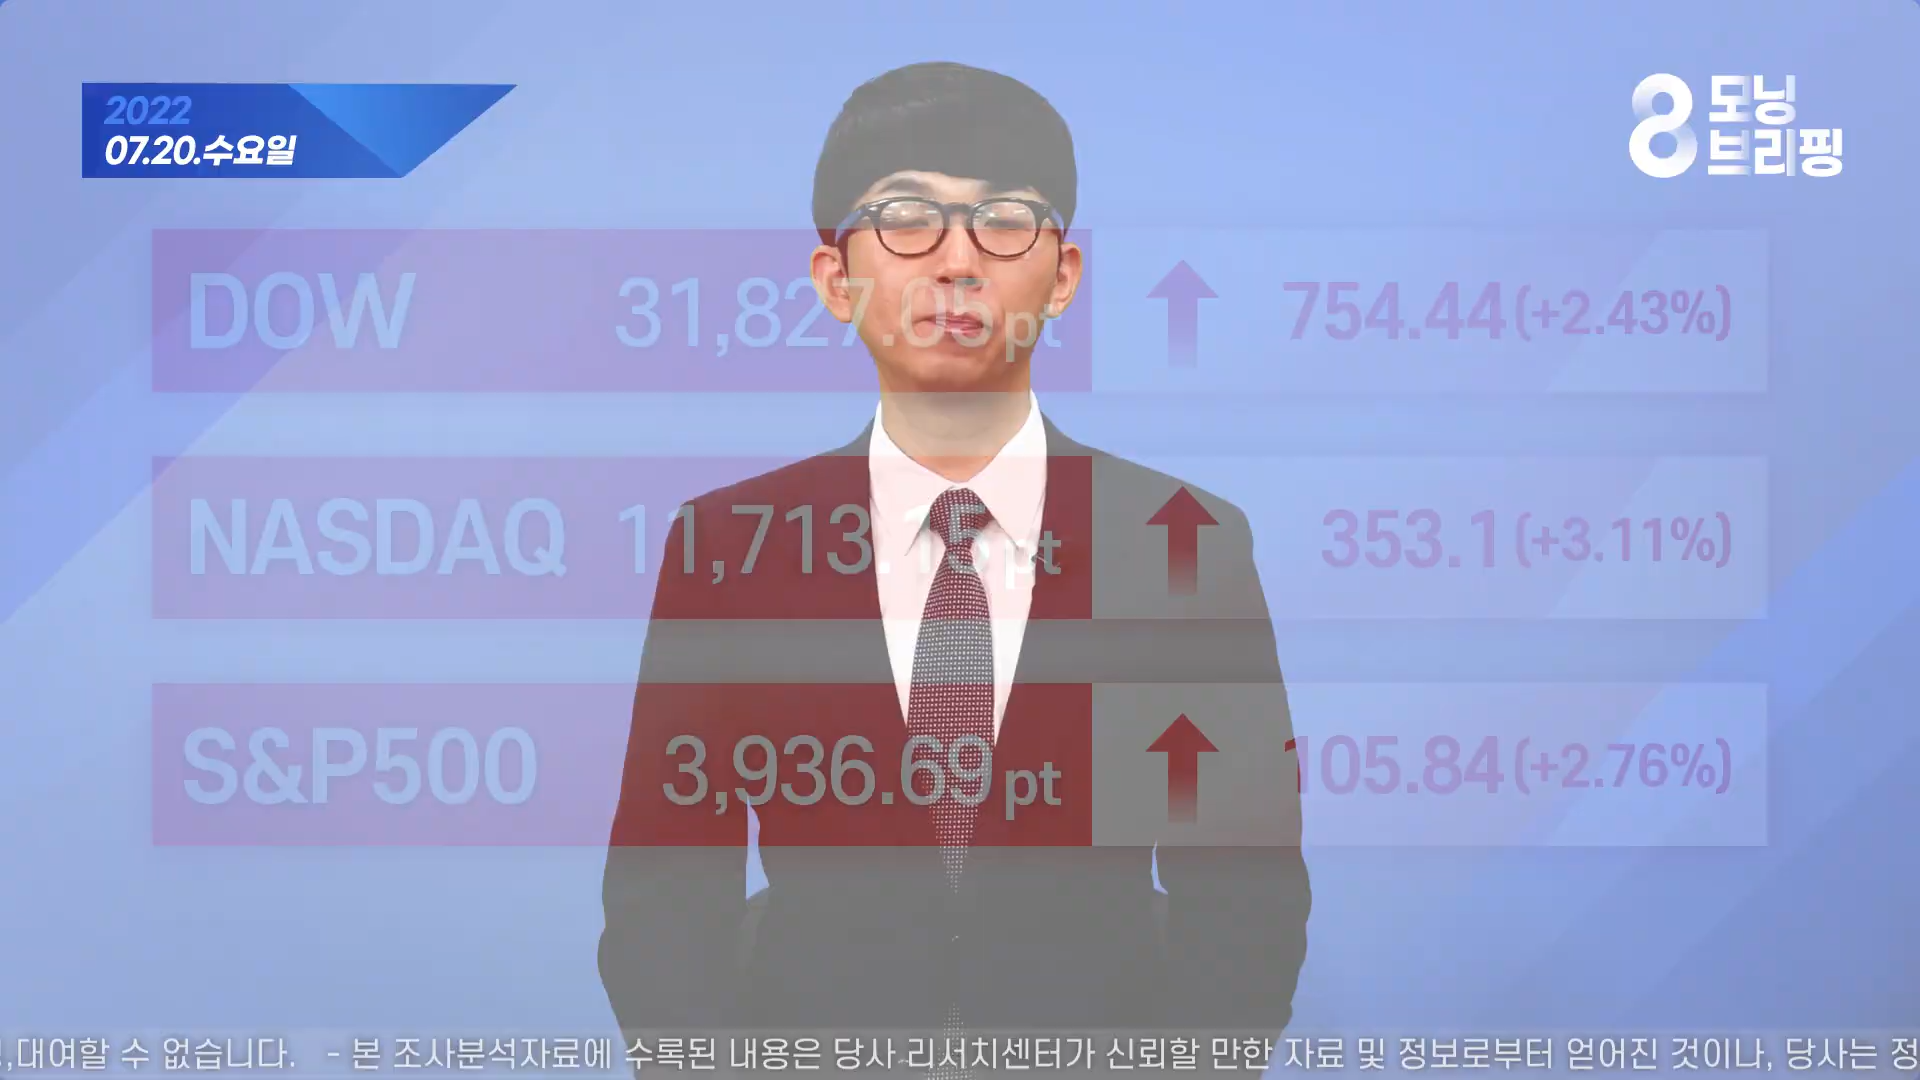 2022
07.20.수요일
8 모닝
브리핑
DOW 31,827.05pt 754.44(+2.43%)
NASDAQ 11,713.15pt 353.1(+3.11%)
S&P500 3,936.69pt 105.84(+2.76%)
,대여할 수 없습니다. - 본 조사분석자료에 수록된 내용은 당사 리서치센터가 신뢰할 만한 자료 및 정보로부터 얻어진 것이나, 당사는 정